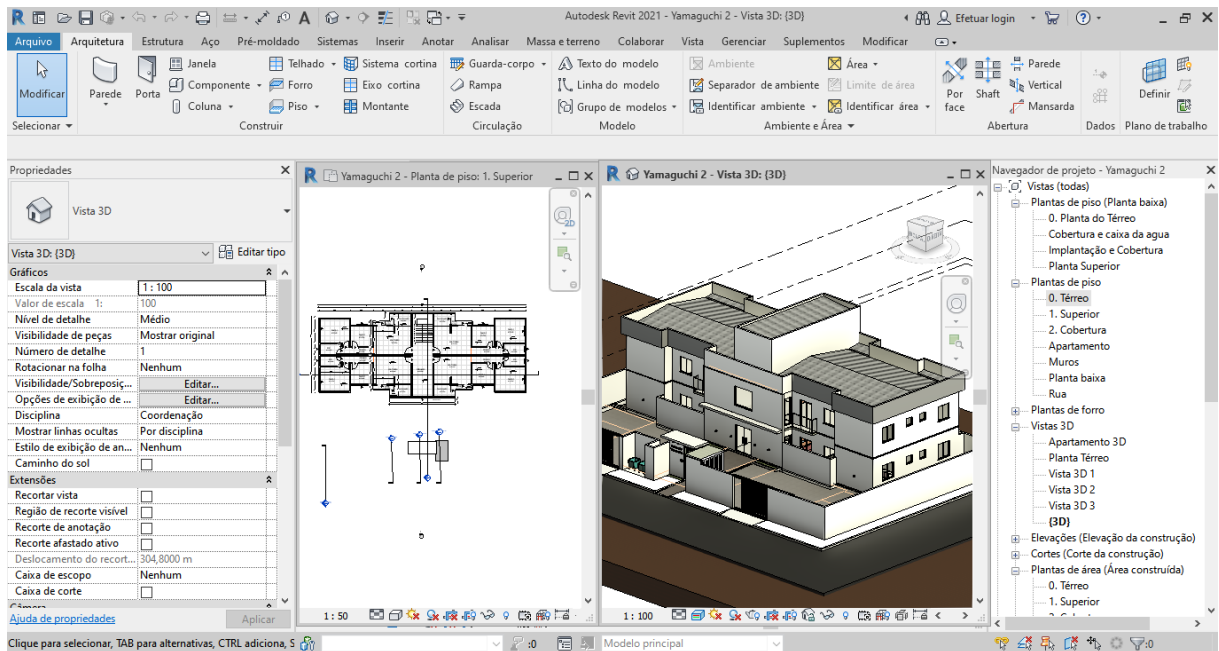 Autodesk Revit 2021 - Yamaguchi 2 - Vista 3D: {3D}
Efetuar login
Arquivo Arquitetura Estrutura Aço Pré-moldado Sistemas Inserir Anotar Analisar Massa e terreno Colaborar Vista Gerenciar Suplementos Modificar
Modificar
Parede
Porta
Janela
Componente
Coluna
Telhado
Forro
Piso
Sistema cortina
Eixo cortina
Montante
Guarda-corpo
Rampa
Escada
Texto do modelo
Linha do modelo
Grupo de modelos
Ambiente
Separador de ambiente
Identificar ambiente
Área
Limite de área
Identificar área
Por face
Shaft
Parede
Vertical
Mansarda
Definir
Selecionar Construir Circulação Modelo Ambiente e Área Abertura Dados Plano de trabalho
Propriedades
Vista 3D
Vista 3D: {3D} Editar tipo
Gráficos
Escala da vista 1 : 100
Valor de escala 1: 100
Nível de detalhe Médio
Visibilidade de peças Mostrar original
Número de detalhe 1
Rotacionar na folha Nenhum
Visibilidade/Sobreposiç... Editar...
Opções de exibição de ... Editar...
Disciplina Coordenação
Mostrar linhas ocultas Por disciplina
Estilo de exibição de an... Nenhum
Caminho do sol
Extensões
Recortar vista
Região de recorte visível
Recorte de anotação
Recorte afastado ativo
Deslocamento do recort... 304,8000 m
Caixa de escopo Nenhum
Caixa de corte
Câmera
Ajuda de propriedades Aplicar
Yamaguchi 2 - Planta de piso: 1. Superior
2D
1 : 50
Yamaguchi 2 - Vista 3D: {3D}
1 : 100
Navegador de projeto - Yamaguchi 2
Vistas (todas)
Plantas de piso (Planta baixa)
0. Planta do Térreo
Cobertura e caixa da agua
Implantação e Cobertura
Planta Superior
Plantas de piso
0. Térreo
1. Superior
2. Cobertura
Apartamento
Muros
Planta baixa
Rua
Plantas de forro
Vistas 3D
Apartamento 3D
Planta Térreo
Vista 3D 1
Vista 3D 2
Vista 3D 3
{3D}
Elevações (Elevação da construção)
Cortes (Corte da construção)
Plantas de área (Área construída)
0. Térreo
1. Superior
Clique para selecionar, TAB para alternativas, CTRL adiciona, S
:0
Modelo principal
:0